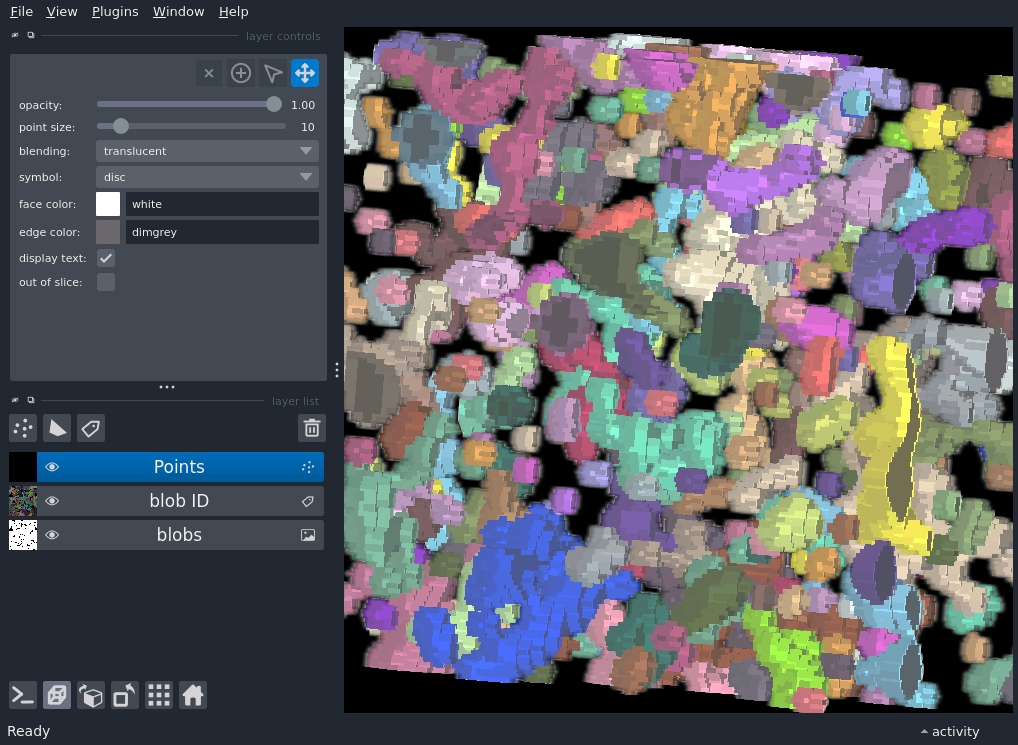 File View Plugins Window Help
layer controls
opacity: 1.00
point size: 10
blending: translucent
symbol: disc
face color: white
edge color: dimgrey
display text:
out of slice:
layer list
Points
blob ID
blobs
Ready
activity